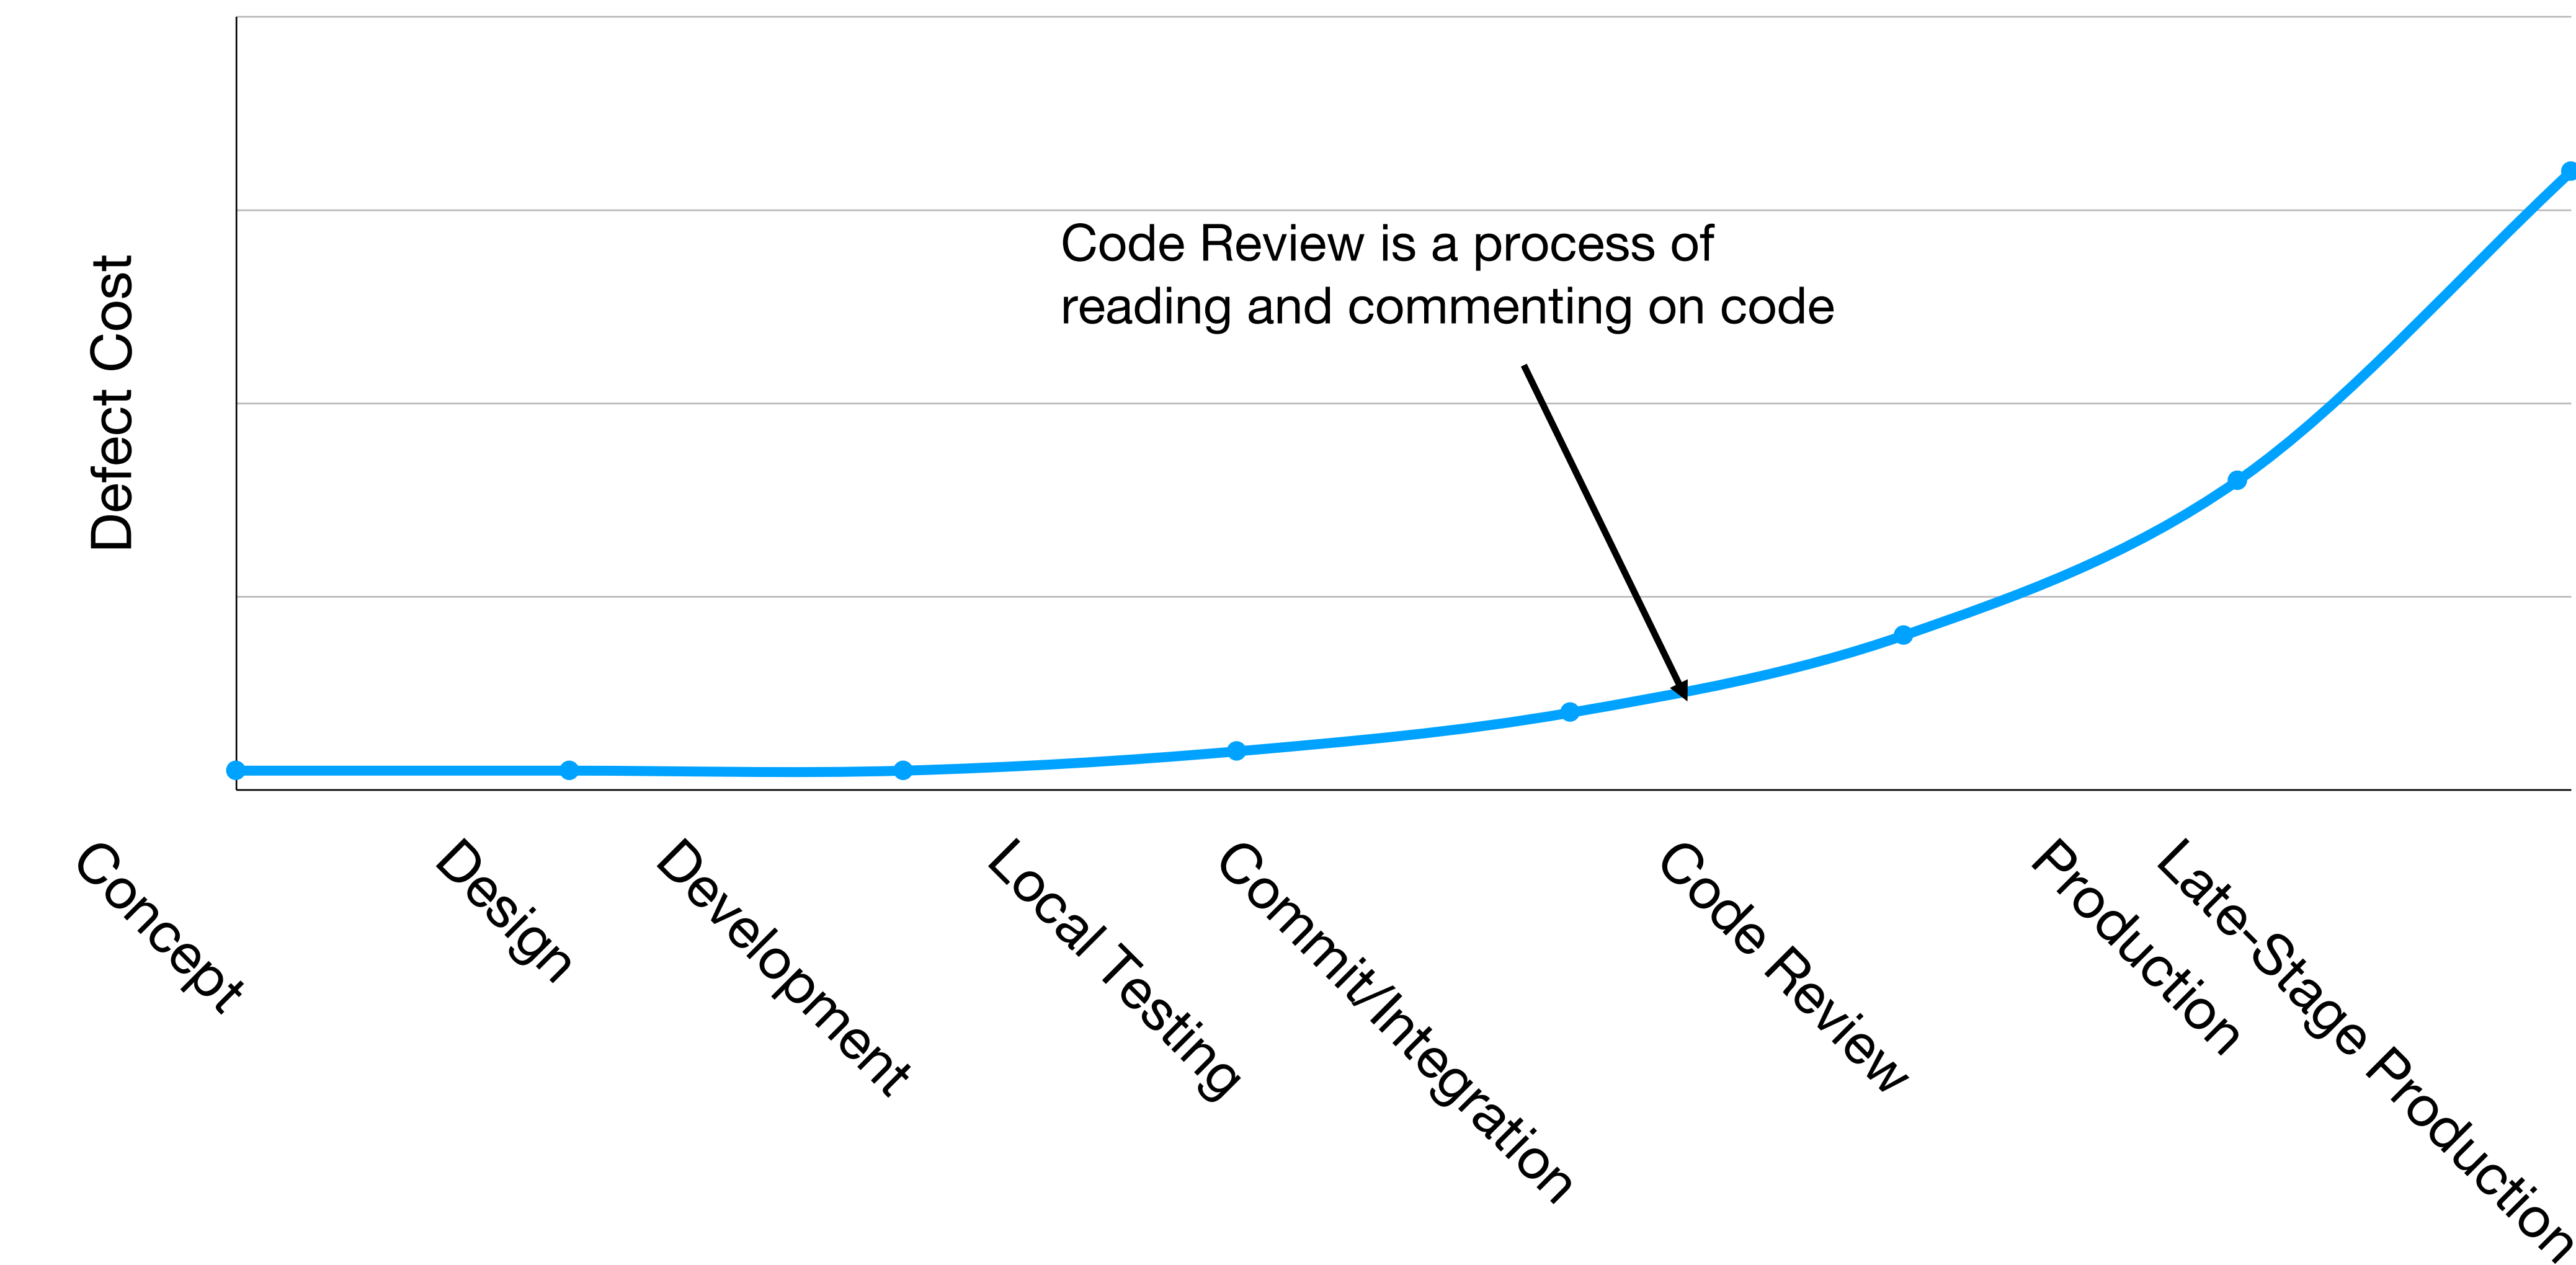 Defect Cost
Code Review is a process of
reading and commenting on code
Concept
Design
Development
Local Testing
Commit/Integration
Code Review
Production
Late-Stage Production